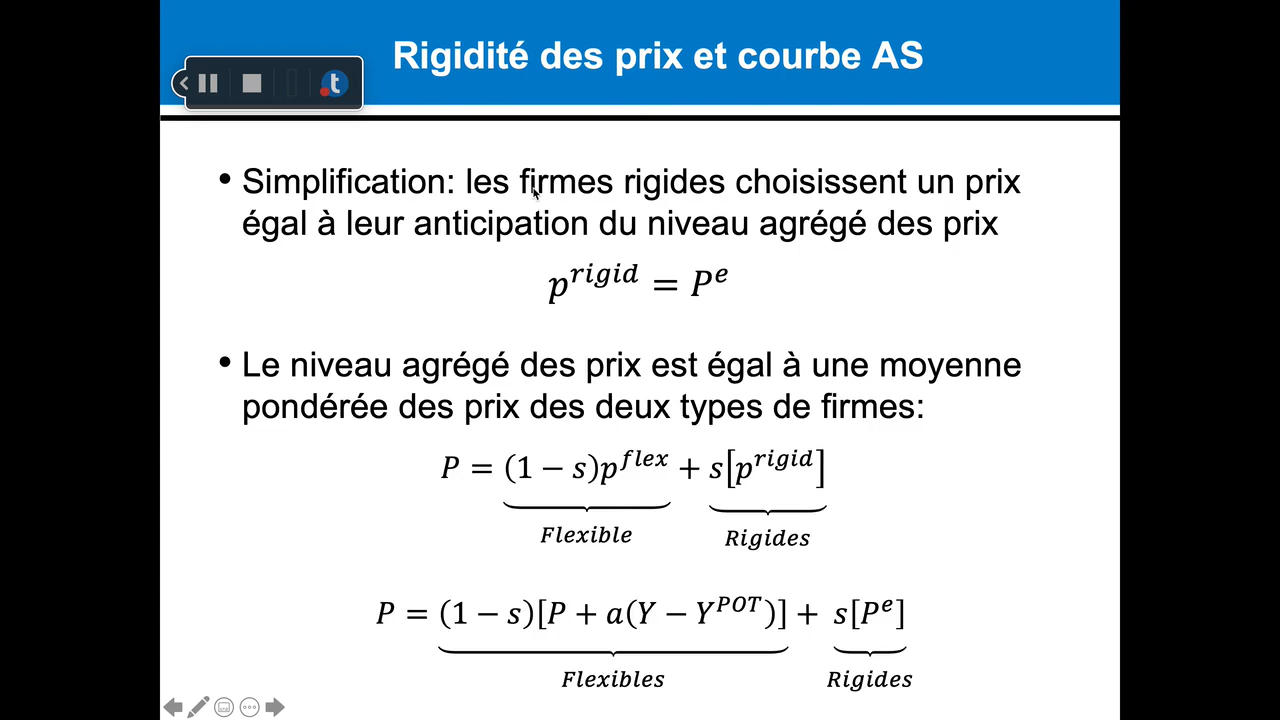 Rigidité des prix et courbe AS
t
• Simplification: les firmes rigides choisissent un prix
égal à leur anticipation du niveau agrégé des prix
p^{rigid} = P^e
• Le niveau agrégé des prix est égal à une moyenne
pondérée des prix des deux types de firmes:
P = (1 − s)p^{flex} + s[p^{rigid}]
Flexible Rigides
P = (1 − s)[P + a(Y − Y^{POT})] + s[P^e]
Flexibles Rigides